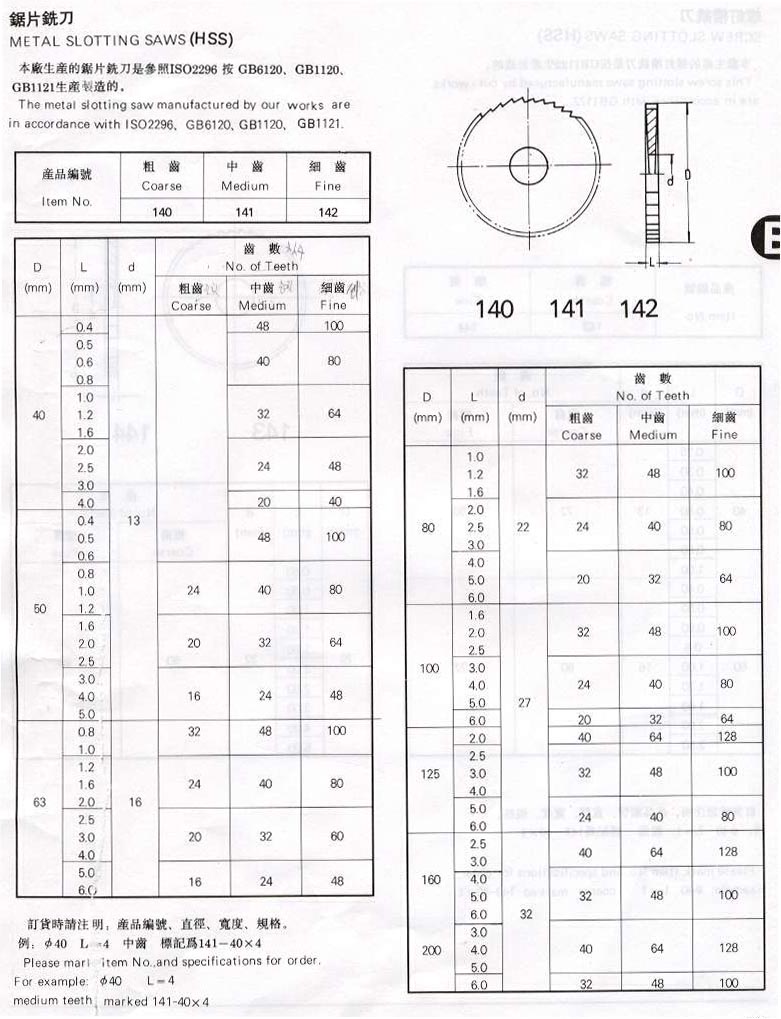 鋸片銑刀
METAL SLOTTING SAWS (HSS)
本廠生産的鋸片銑刀是參照ISO2296 按 GB6120、GB1120、
GB1121生産製造的。
The metal slotting saw manufactured by our works are
in accordance with ISO2296, GB6120, GB1120, GB1121.
産品編號 粗 齒 中 齒 細 齒
Item No. Coarse Medium Fine
140 141 142
齒 數
D L d No. of Teeth
(mm) (mm) (mm) 粗齒 中齒 細齒
Coarse Medium Fine
0.4 48 100
0.5
0.6 40 80
0.8
1.0
40 1.2 32 64
1.6
2.0
2.5 24 48
3.0
4.0 20 40
0.4 13
0.5 48 100
0.6
0.8
50 1.0 24 40 80
1.2
1.6
2.0 20 32 64
2.5
3.0
4.0 16 24 48
5.0
0.8 32 48 100
1.0
1.2
1.6 24 40 80
63 2.0 16
2.5
3.0 20 32 60
4.0
5.0 16 24 48
6.0
訂貨時請注明：産品編號、直徑、寬度、規格。
例：φ40 L=4 中齒 標記爲141－40×4
Please mark item No., and specifications for order.
For example: φ40 L=4
medium teeth, marked 141-40×4
d D
L
140 141 142
齒 數
D L d No. of Teeth
(mm) (mm) (mm) 粗齒 中齒 細齒
Coarse Medium Fine
1.0
1.2 32 48 100
1.6
2.0
80 2.5 22 24 40 80
3.0
4.0
5.0 20 32 64
6.0
1.6
2.0 32 48 100
2.5
100 3.0
4.0 24 40 80
5.0 27
6.0 20 32 64
2.0 40 64 128
2.5
125 3.0 32 48 100
4.0
5.0 24 40 80
6.0
2.5 40 64 128
3.0
160 4.0
5.0 32 48 100
6.0 32
3.0
200 4.0 40 64 128
5.0
6.0 32 48 100